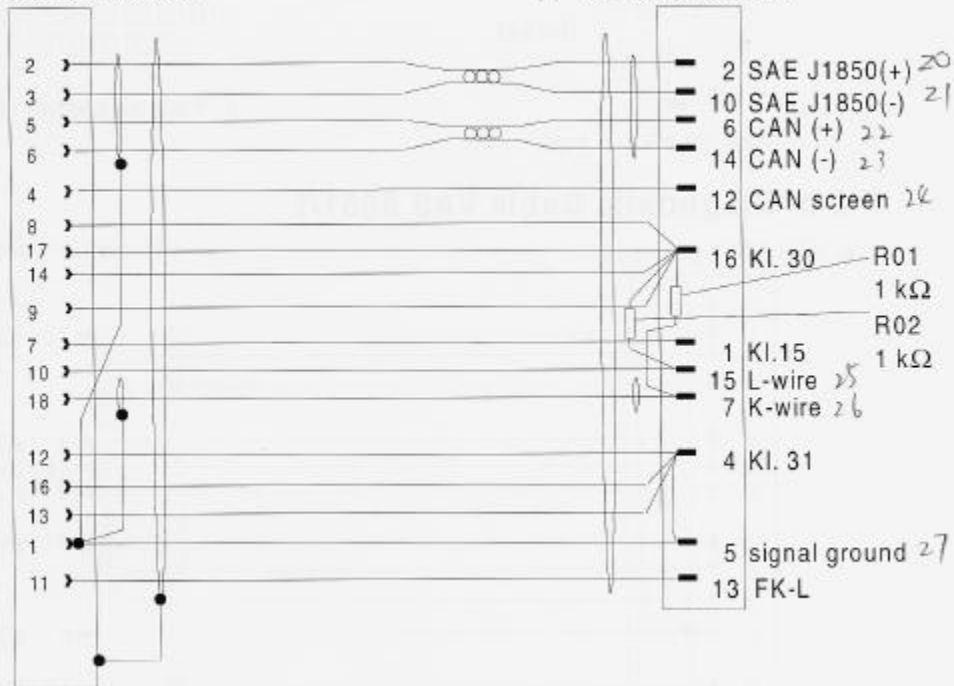 2
3
5
6
4
8
17
14
9
7
10
18
12
16
13
1
11
2 SAE J1850(+) 20
10 SAE J1850(-) 21
6 CAN (+) 22
14 CAN (-) 23
12 CAN screen 24
16 Kl. 30
R01
1 kΩ
R02
1 kΩ
1 Kl.15
15 L-wire 25
7 K-wire 26
4 Kl. 31
5 signal ground 27
13 FK-L